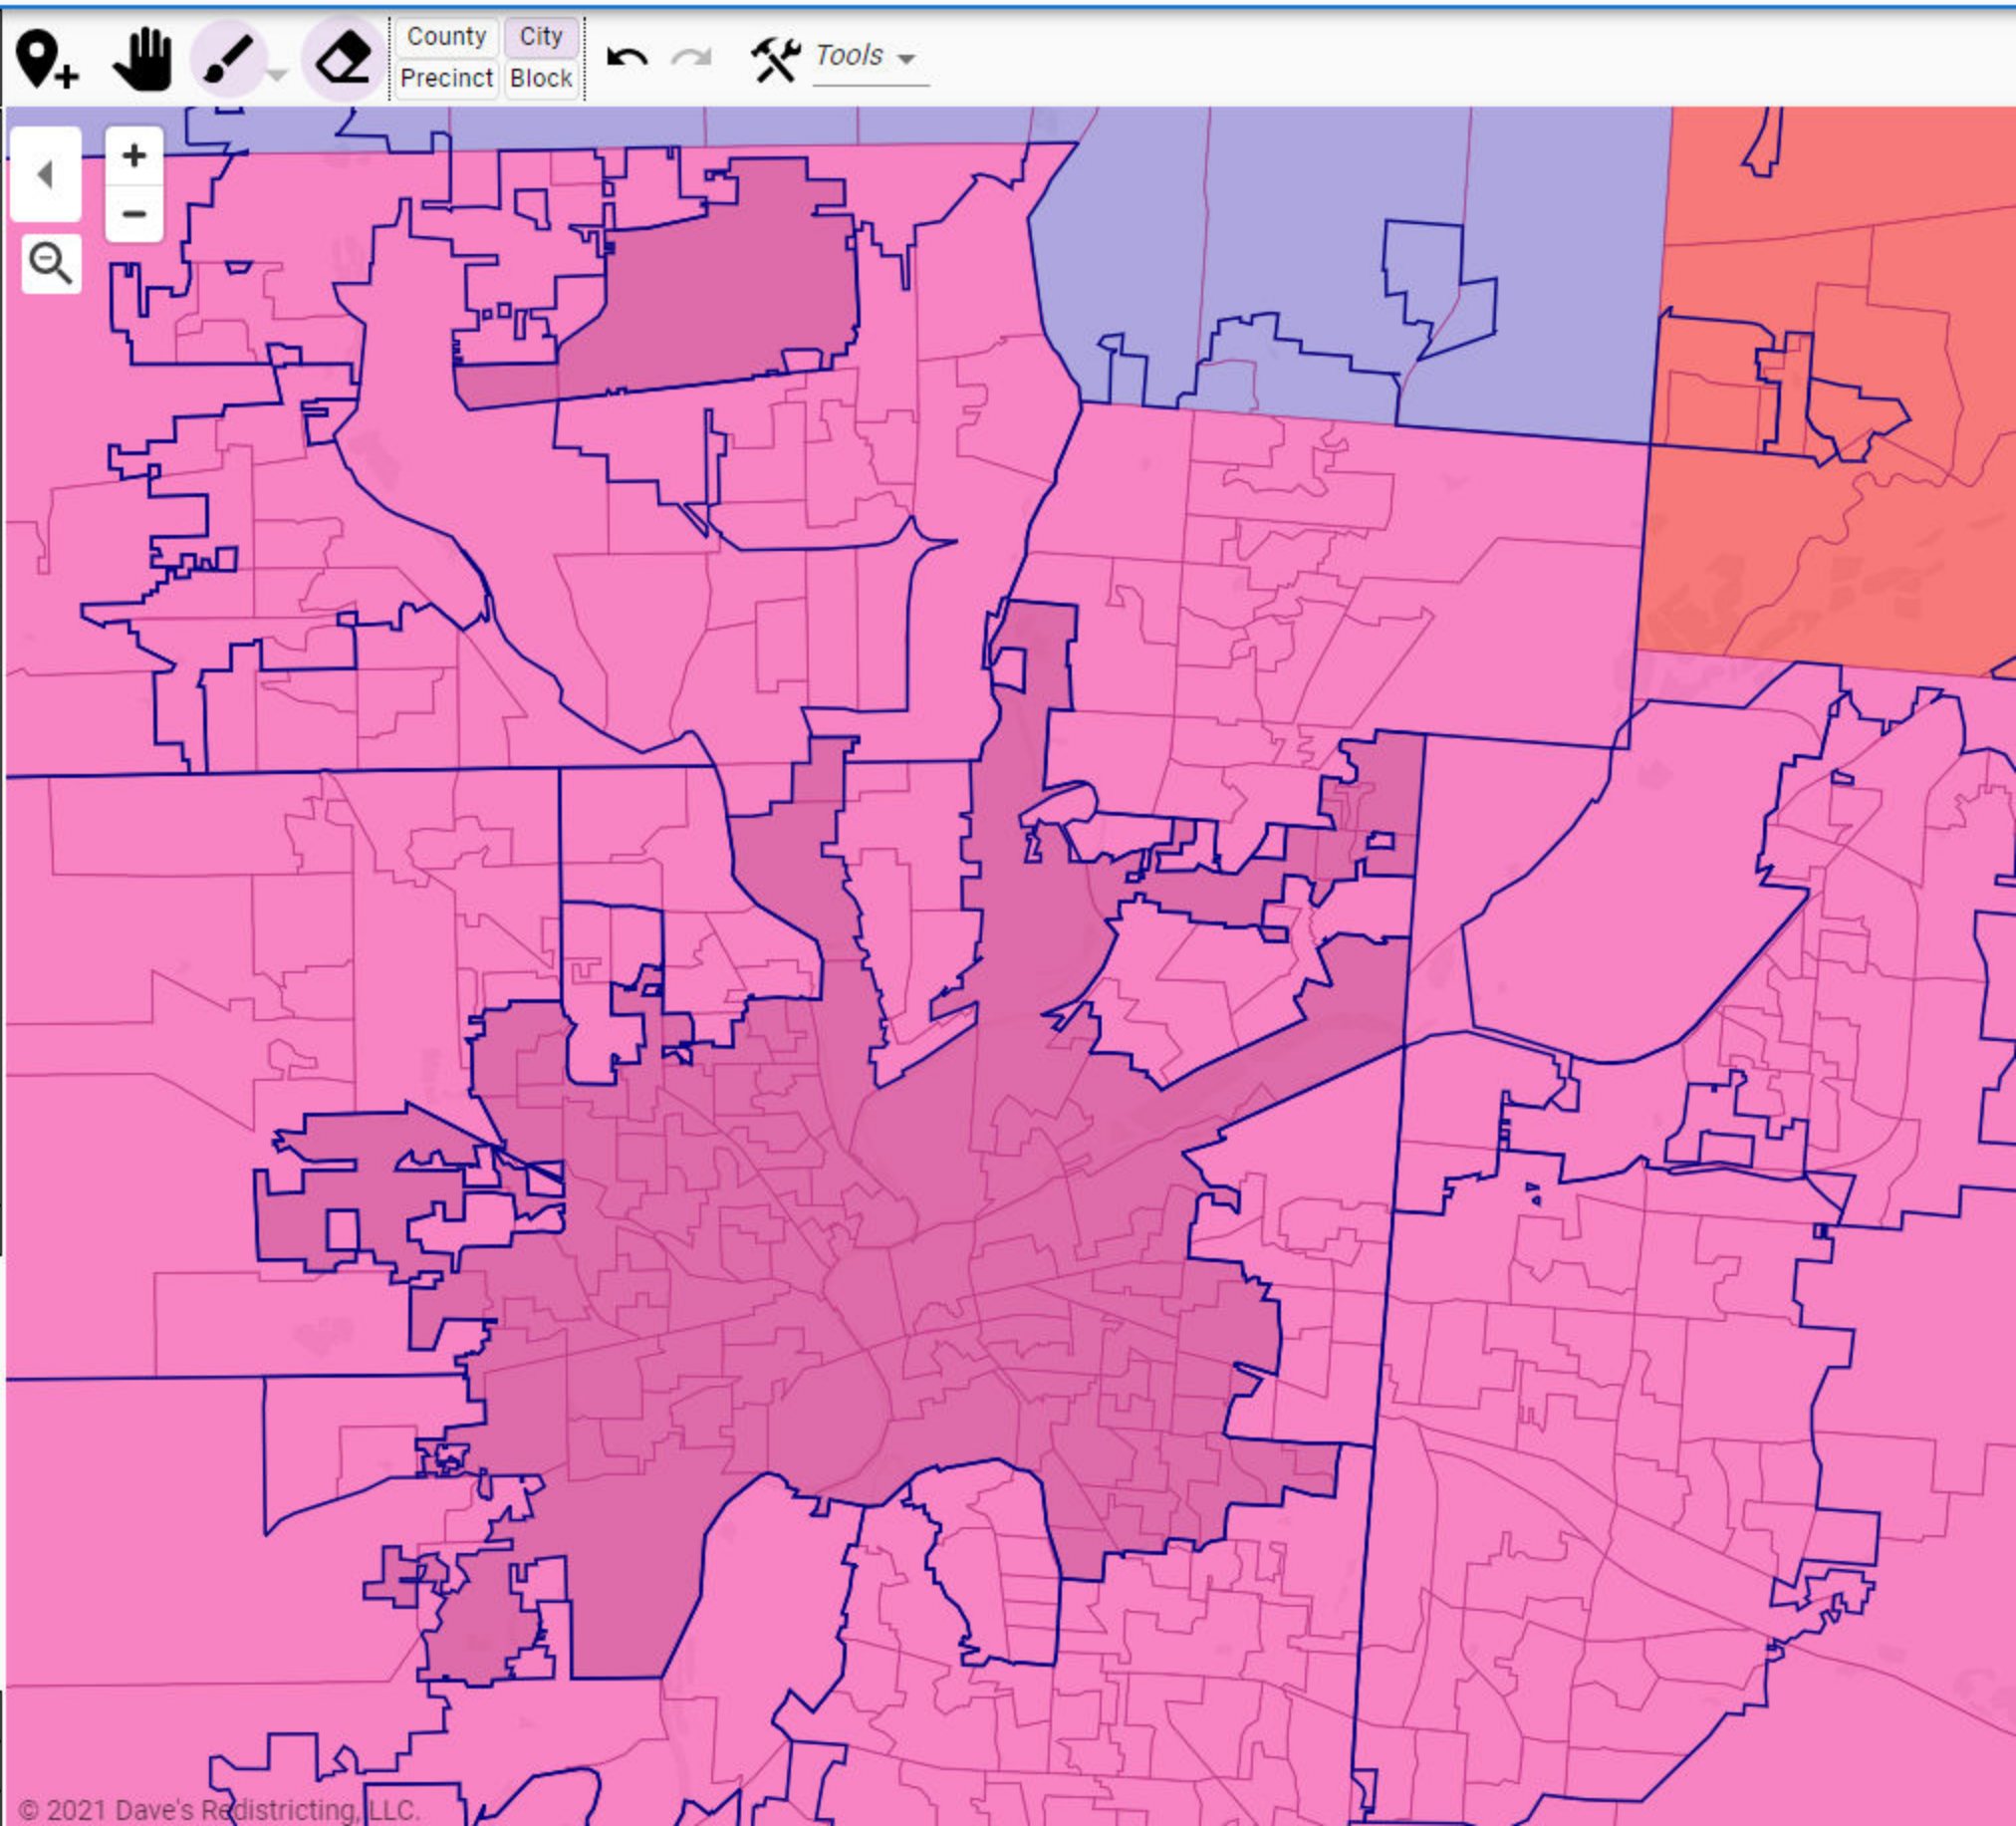 County City
Precinct Block
Tools
+
−
© 2021 Dave's Redistricting, LLC.